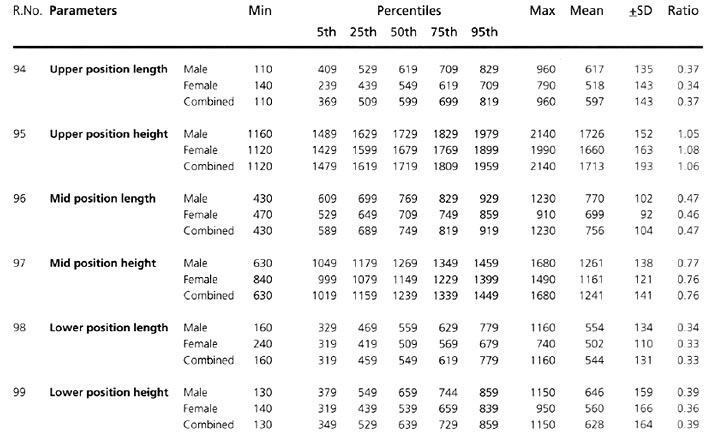 R.No. Parameters Min Percentiles Max Mean ±SD Ratio
5th 25th 50th 75th 95th
94 Upper position length Male 110 409 529 619 709 829 960 617 135 0.37
Female 140 239 439 549 619 709 790 518 143 0.34
Combined 110 369 509 599 699 819 960 597 143 0.37
95 Upper position height Male 1160 1489 1629 1729 1829 1979 2140 1726 152 1.05
Female 1120 1429 1599 1679 1769 1899 1990 1660 163 1.08
Combined 1120 1479 1619 1719 1809 1959 2140 1713 193 1.06
96 Mid position length Male 430 609 699 769 829 929 1230 770 102 0.47
Female 470 529 649 709 749 859 910 699 92 0.46
Combined 430 589 689 749 819 919 1230 756 104 0.47
97 Mid position height Male 630 1049 1179 1269 1349 1459 1680 1261 138 0.77
Female 840 999 1079 1149 1229 1399 1490 1161 121 0.76
Combined 630 1019 1159 1239 1339 1449 1680 1241 141 0.76
98 Lower position length Male 160 329 469 559 629 779 1160 554 134 0.34
Female 240 319 419 509 569 679 740 502 110 0.33
Combined 160 319 459 549 619 779 1160 544 131 0.33
99 Lower position height Male 130 379 549 659 744 859 1150 646 159 0.39
Female 140 319 439 539 659 839 950 560 166 0.36
Combined 130 349 529 639 729 859 1150 628 164 0.39